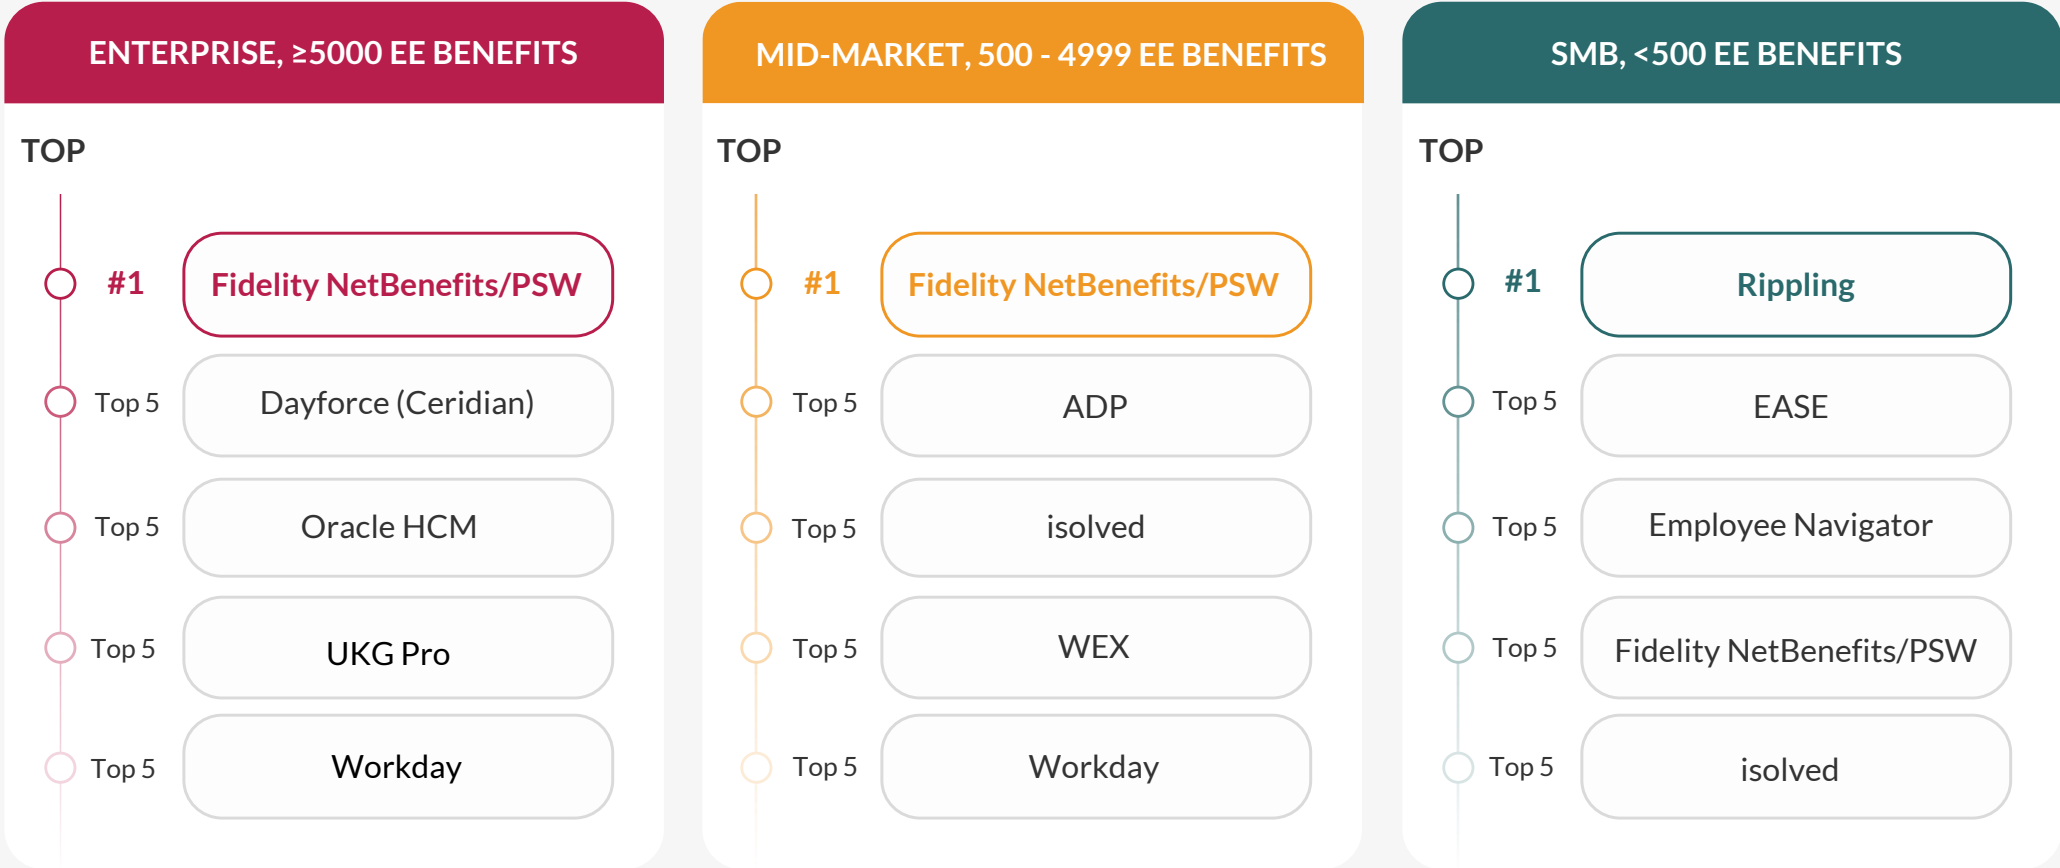 ENTERPRISE, ≥5000 EE BENEFITS
TOP
#1
Fidelity NetBenefits/PSW
Top 5
Dayforce (Ceridian)
Top 5
Oracle HCM
Top 5
UKG Pro
Top 5
Workday
MID-MARKET, 500 - 4999 EE BENEFITS
TOP
#1
Fidelity NetBenefits/PSW
Top 5
ADP
Top 5
isolved
Top 5
WEX
Top 5
Workday
SMB, <500 EE BENEFITS
TOP
#1
Rippling
Top 5
EASE
Top 5
Employee Navigator
Top 5
Fidelity NetBenefits/PSW
Top 5
isolved